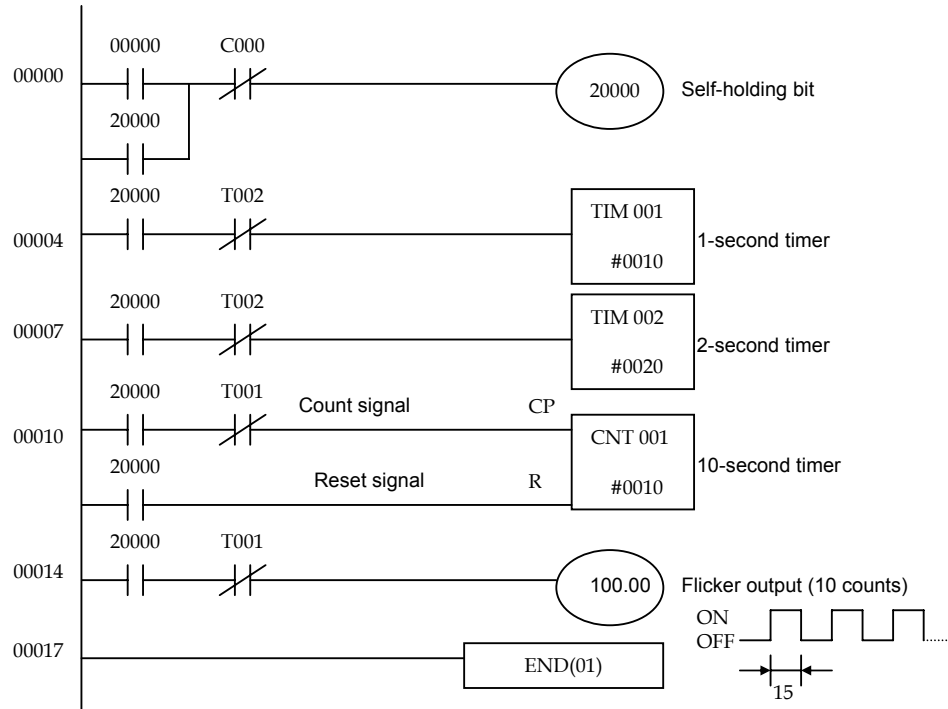 00000 C000
00000 20000 Self-holding bit
20000
20000 T002
TIM 001
00004 1-second timer
#0010
20000 T002
TIM 002
00007 2-second timer
#0020
20000 T001
Count signal CP
00010 CNT 001
10-second timer
20000
Reset signal R #0010
20000 T001
00014 100.00 Flicker output (10 counts)
ON
OFF
00017 END(01)
15